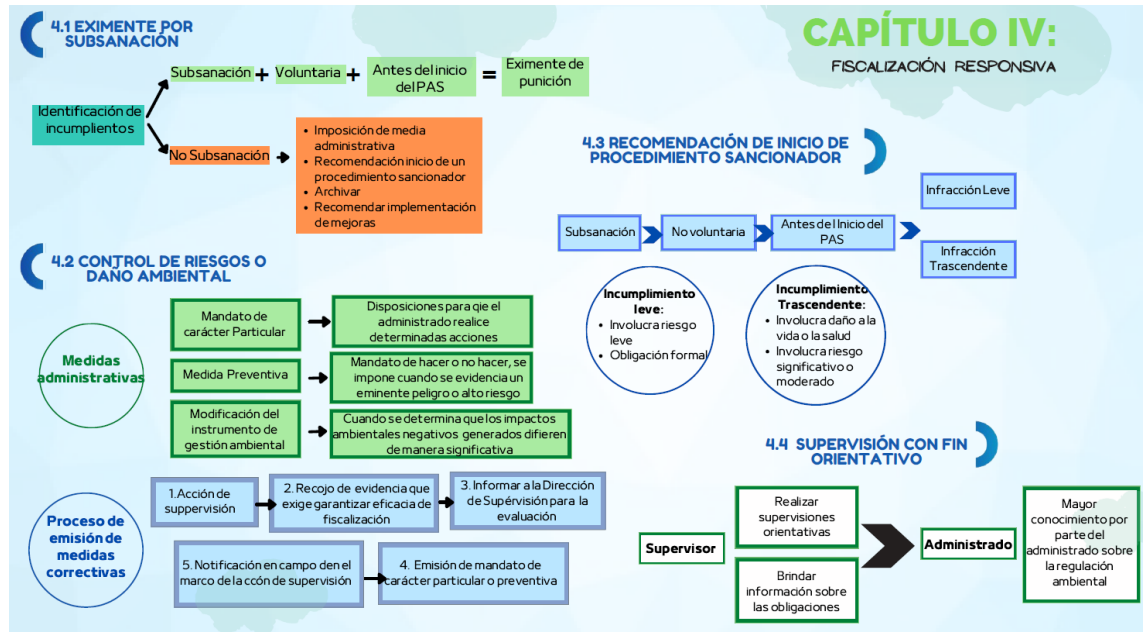 CAPÍTULO IV:
FISCALIZACIÓN RESPONSIVA
4.1 EXIMENTE POR
SUBSANACIÓN
Identificación de
incumplientos
Subsanación + Voluntaria + Antes del inicio
del PAS
= Eximente de
punición
No Subsanación
• Imposición de media
administrativa
• Recomendación inicio de un
procedimiento sancionador
• Archivar
• Recomendar implementación
de mejoras
4.2 CONTROL DE RIESGOS O
DAÑO AMBIENTAL
Medidas
administrativas
Mandato de
carácter Particular
Disposiciones para qie el
administrado realice
determinadas acciones
Medida Preventiva
Mandato de hacer o no hacer, se
impone cuando se evidencia un
eminente peligro o alto riesgo
Modificación del
instrumento de
gestión ambiental
Cuando se determina que los impactos
ambientales negativos generados difieren
de manera significativa
Proceso de
emisión de
medidas
correctivas
1.Acción de
suppervisión
2. Recojo de evidencia que
exige garantizar eficacia de
fiscalización
3. Informar a la Dirección
de Supérvisión para la
evaluación
5. Notificación en campo den el
marco de la ccón de supervisión
4. Emisión de mandato de
carácter particular o preventiva
4.3 RECOMENDACIÓN DE INICIO DE
PROCEDIMIENTO SANCIONADOR
Subsanación
No voluntaria
Antes del Inicio del
PAS
Infracción Leve
Infracción
Trascendente
Incumplimiento
leve:
• Involucra riesgo
leve
• Obligación formal
Incumplimiento
Trascendente:
• Involucra daño a la
vida o la salud
• Involucra riesgo
significativo o
moderado
4.4 SUPERVISIÓN CON FIN
ORIENTATIVO
Supervisor
Realizar
supervisiones
orientativas
Brindar
información sobre
las obligaciones
Administrado
Mayor
conocimiento por
parte del
administrado sobre
la regulación
ambiental